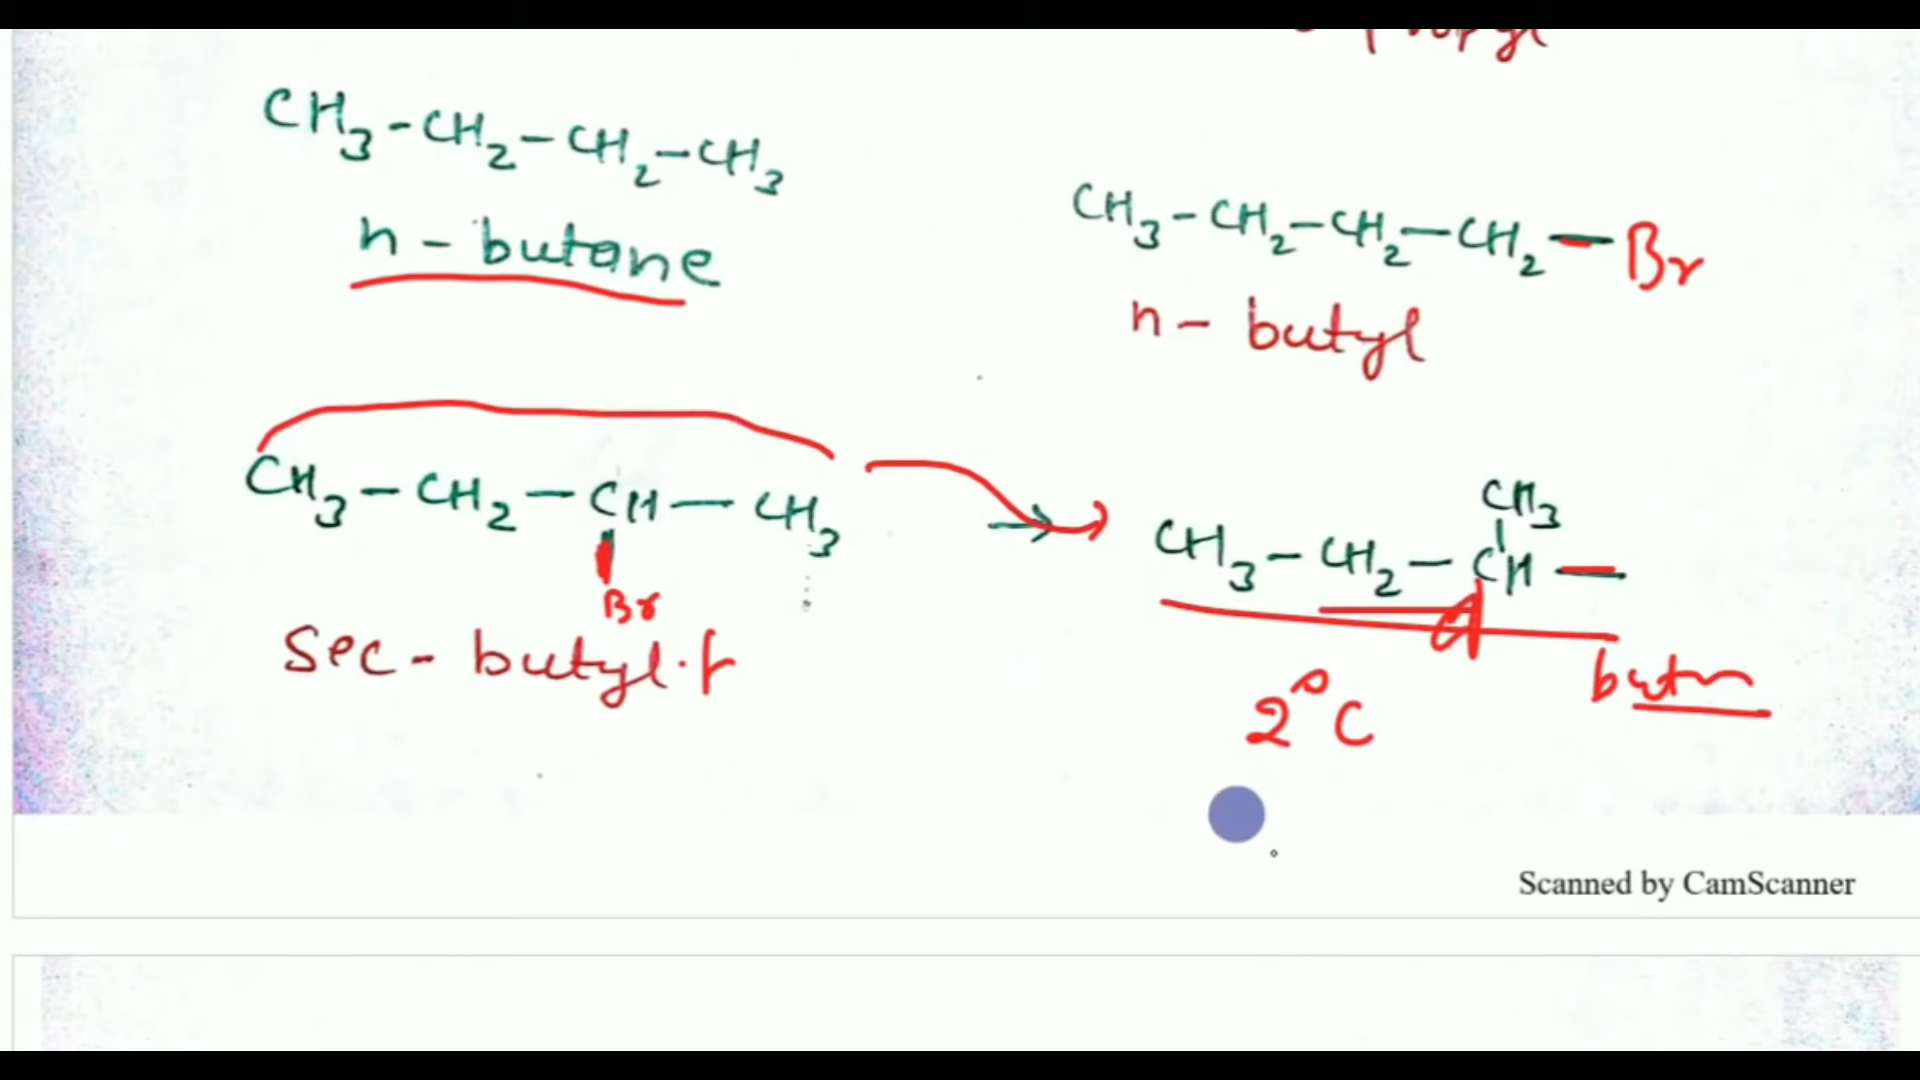 CH3-CH2-CH2-CH3
n-butane
CH3-CH2-CH2-CH2-Br
n-butyl
CH3-CH2-CH-CH3
Br
sec-butyl
CH3
CH3-CH2-CH-
2°C
Scanned by CamScanner